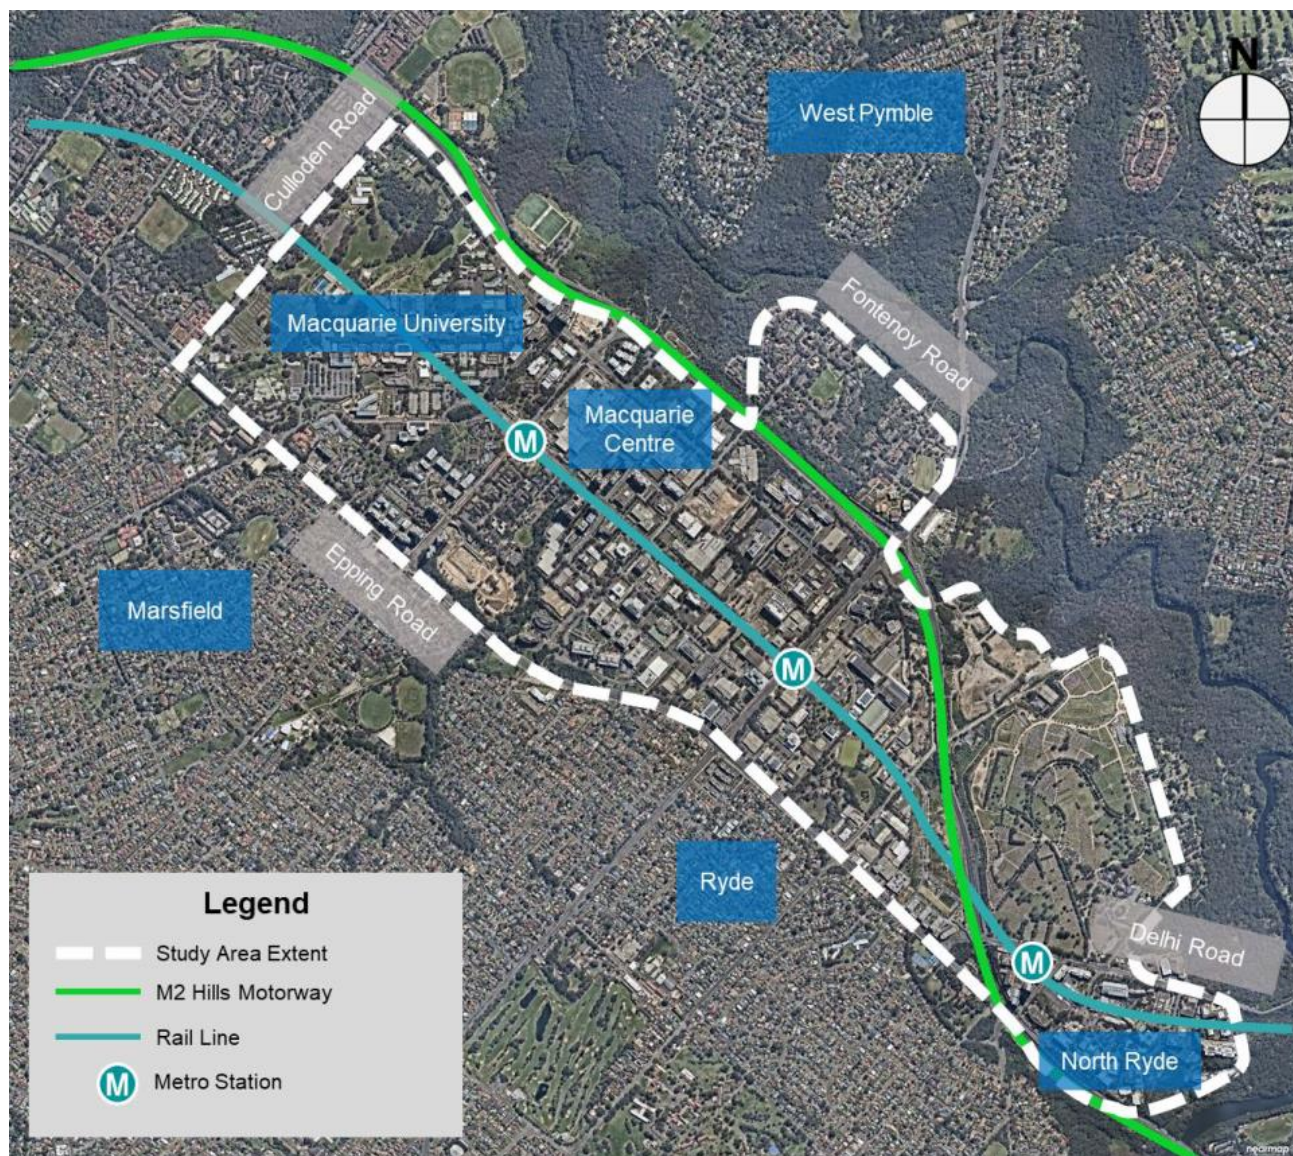 N
West Pymble
Culloden Road
Fontenoy Road
Macquarie University
Macquarie
Centre
M
Epping Road
Marsfield
M
Ryde
Delhi Road
M
North Ryde
Legend
Study Area Extent
M2 Hills Motorway
Rail Line
M
Metro Station
nearmap